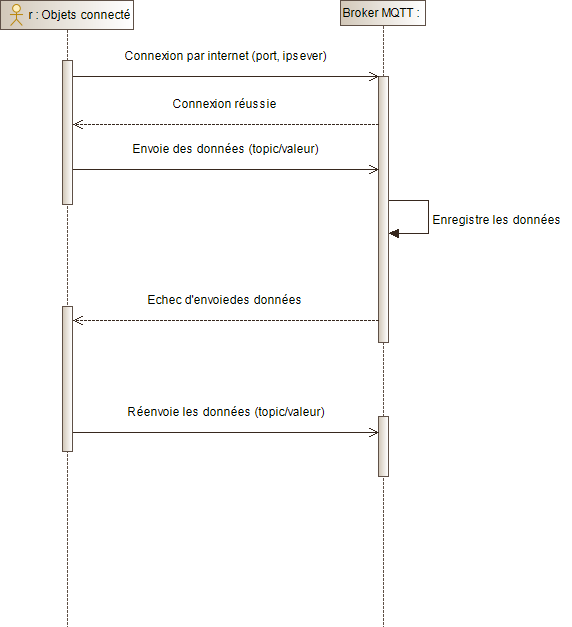 r : Objets connecté
Broker MQTT :
Connexion par internet (port, ipsever)
Connexion réussie
Envoie des données (topic/valeur)
Enregistre les données
Echec d'envoiedes données
Réenvoie les données (topic/valeur)